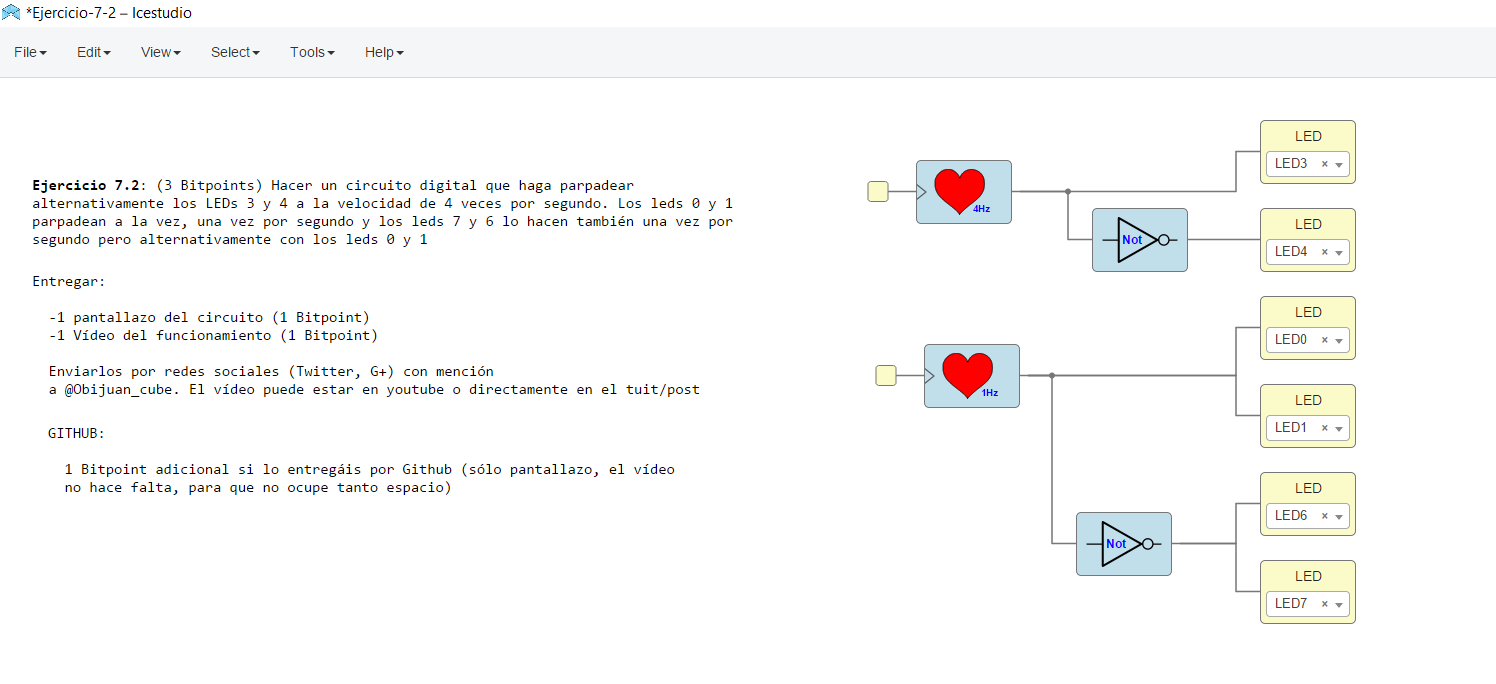 *Ejercicio-7-2 – Icestudio
File Edit View Select Tools Help
Ejercicio 7.2: (3 Bitpoints) Hacer un circuito digital que haga parpadear
alternativamente los LEDs 3 y 4 a la velocidad de 4 veces por segundo. Los leds 0 y 1
parpadean a la vez, una vez por segundo y los leds 7 y 6 lo hacen también una vez por
segundo pero alternativamente con los leds 0 y 1
Entregar:
-1 pantallazo del circuito (1 Bitpoint)
-1 Vídeo del funcionamiento (1 Bitpoint)
Enviarlos por redes sociales (Twitter, G+) con mención
a @Obijuan_cube. El vídeo puede estar en youtube o directamente en el tuit/post
GITHUB:
1 Bitpoint adicional si lo entregáis por Github (sólo pantallazo, el vídeo
no hace falta, para que no ocupe tanto espacio)
4Hz
LED
LED3 ×
Not
LED
LED4 ×
1Hz
LED
LED0 ×
LED
LED1 ×
Not
LED
LED6 ×
LED
LED7 ×